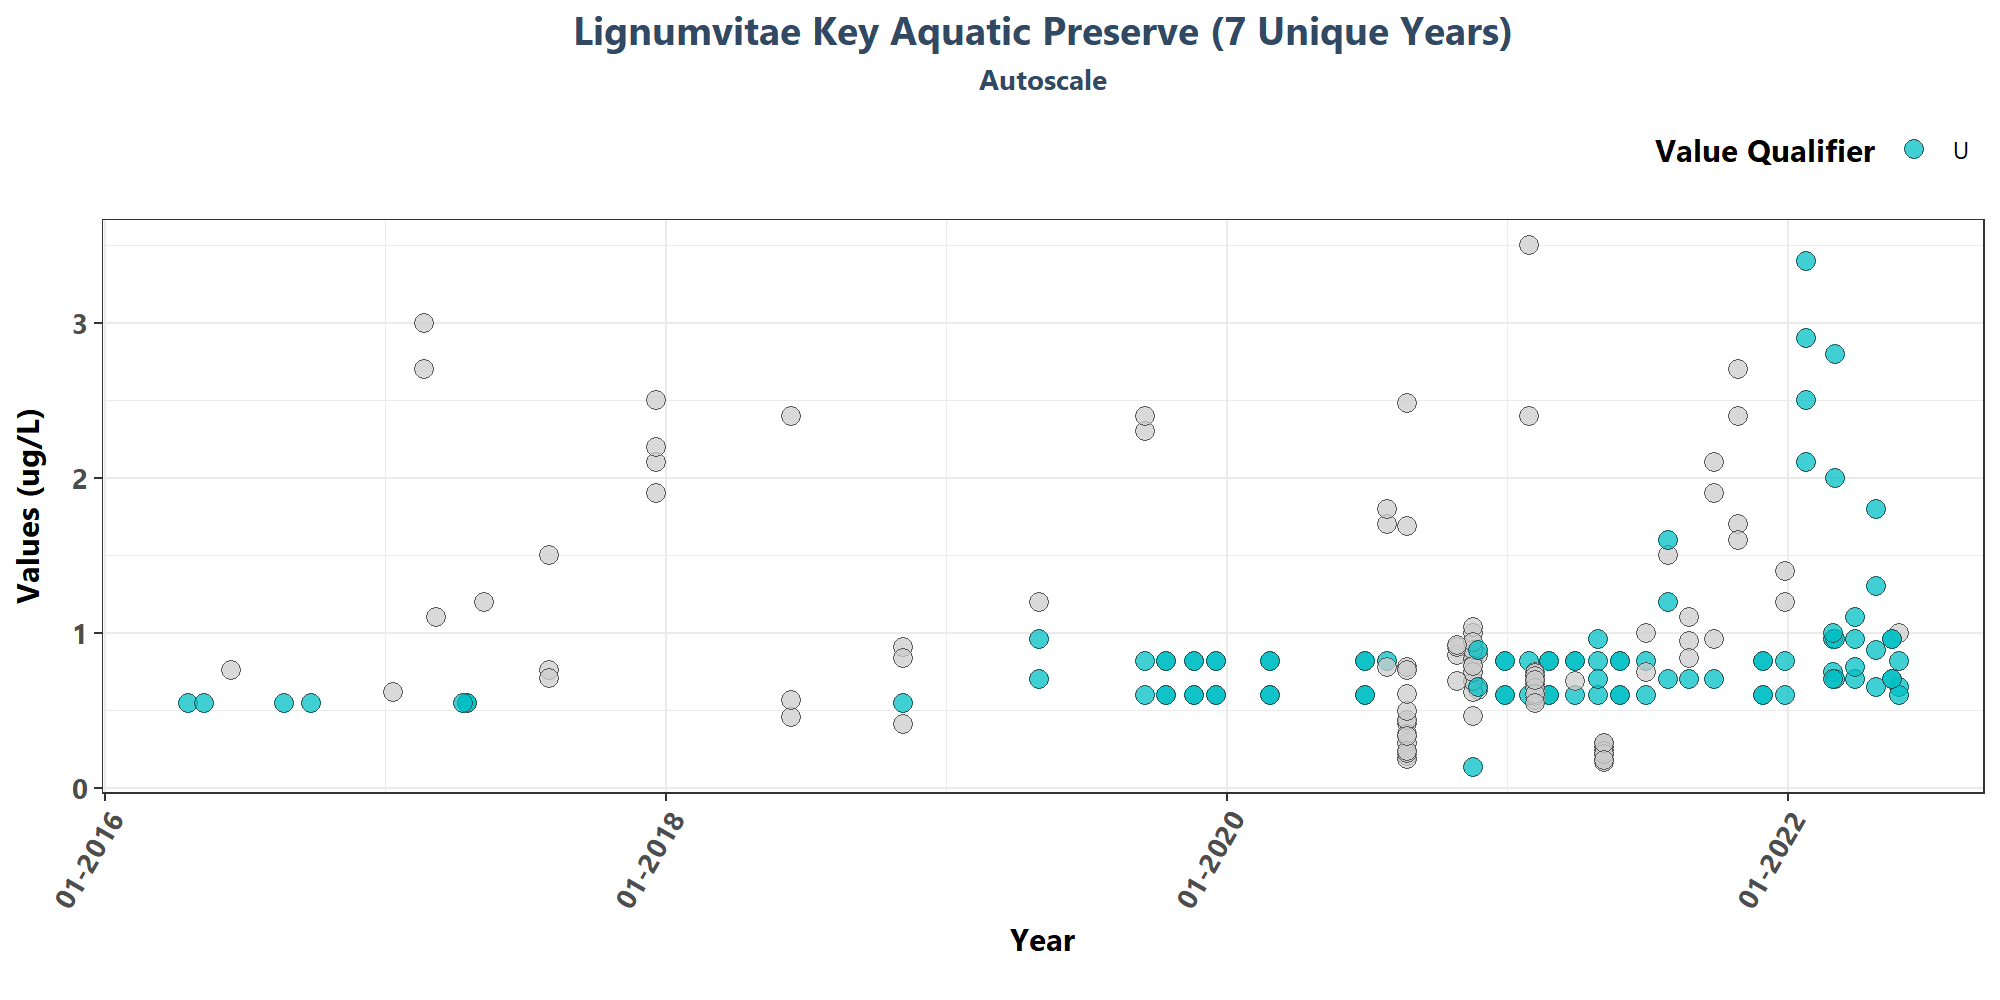 Lignumvitae Key Aquatic Preserve (7 Unique Years)
Autoscale
Value Qualifier U
Values (ug/L)
3
2
1
0
01-2016
01-2018
01-2020
01-2022
Year